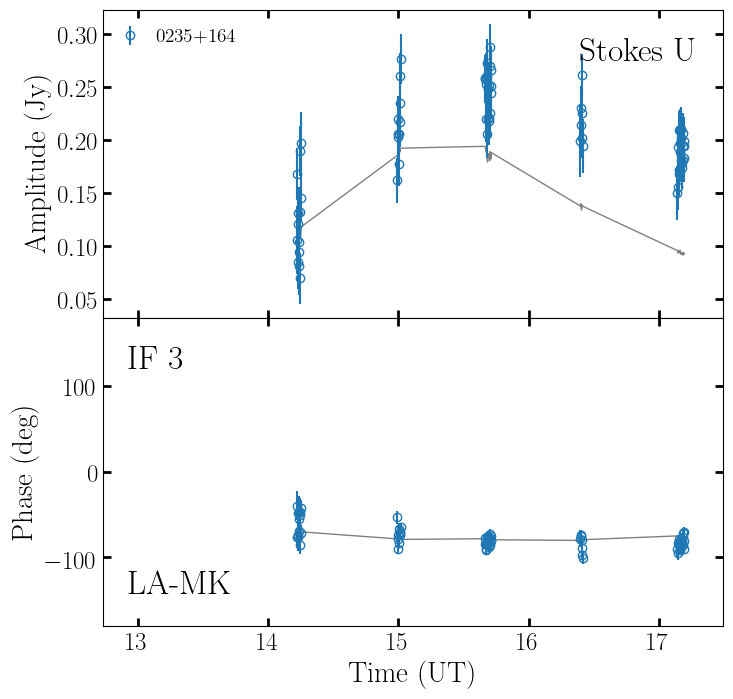 0235+164
Stokes U
0.30
0.25
0.20
0.15
0.10
0.05
Amplitude (Jy)
IF 3
100
0
−100
Phase (deg)
LA-MK
13 14 15 16 17
Time (UT)